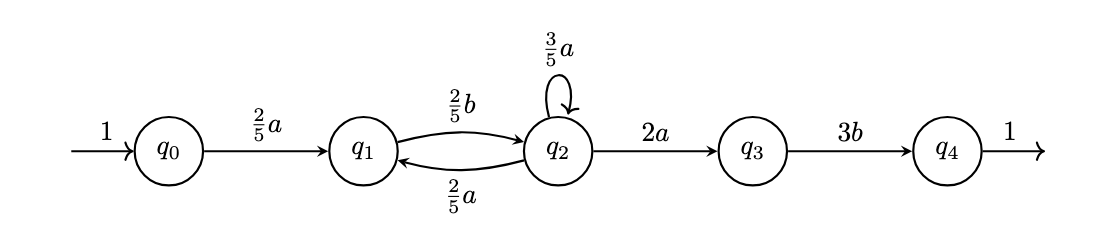 3/5 a
1 2/5 a 2/5 b 2a 3b 1
q0 q1 q2 q3 q4
2/5 a